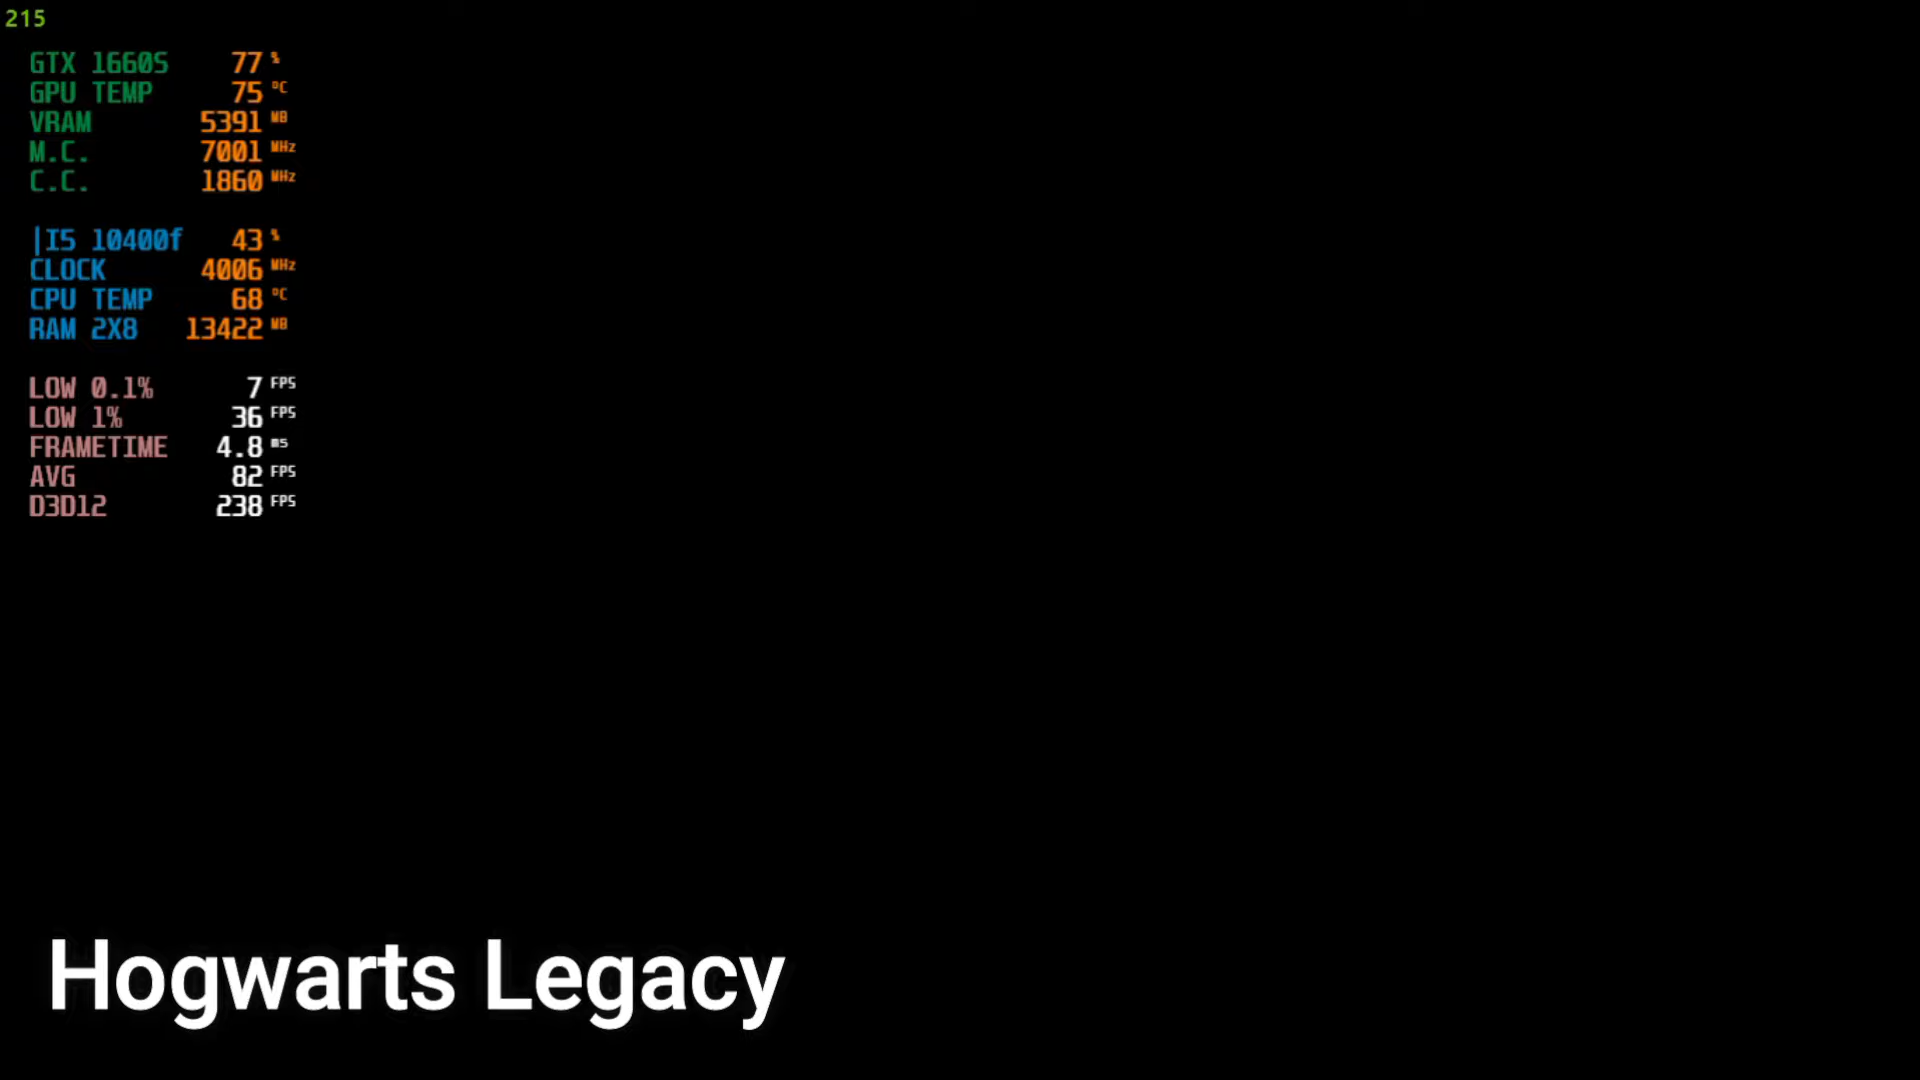 215
GTX 1660S 77 %
GPU TEMP 75 °C
VRAM 5391 MB
M.C. 7001 MHz
C.C. 1860 MHz
|I5 10400f 43 %
CLOCK 4006 MHz
CPU TEMP 68 °C
RAM 2X8 13422 MB
LOW 0.1% 7 FPS
LOW 1% 36 FPS
FRAMETIME 4.8 ms
AVG 82 FPS
D3D12 238 FPS
Hogwarts Legacy